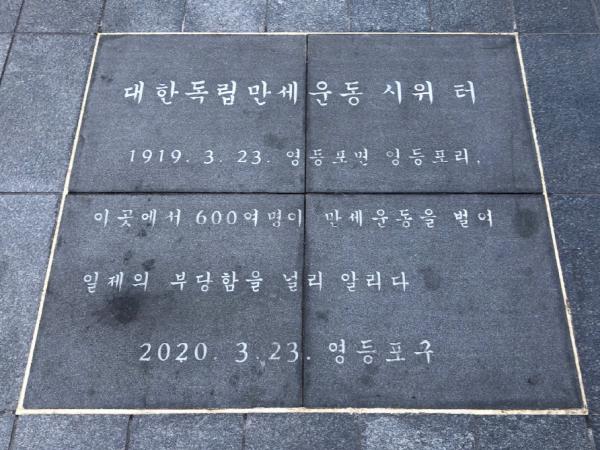 대한독립만세운동 시위 터
1919. 3. 23. 영등포면 영등포리,
이곳에서 600여명이 만세운동을 벌여
일제의 부당함을 널리 알리다
2020. 3.23. 영등포구